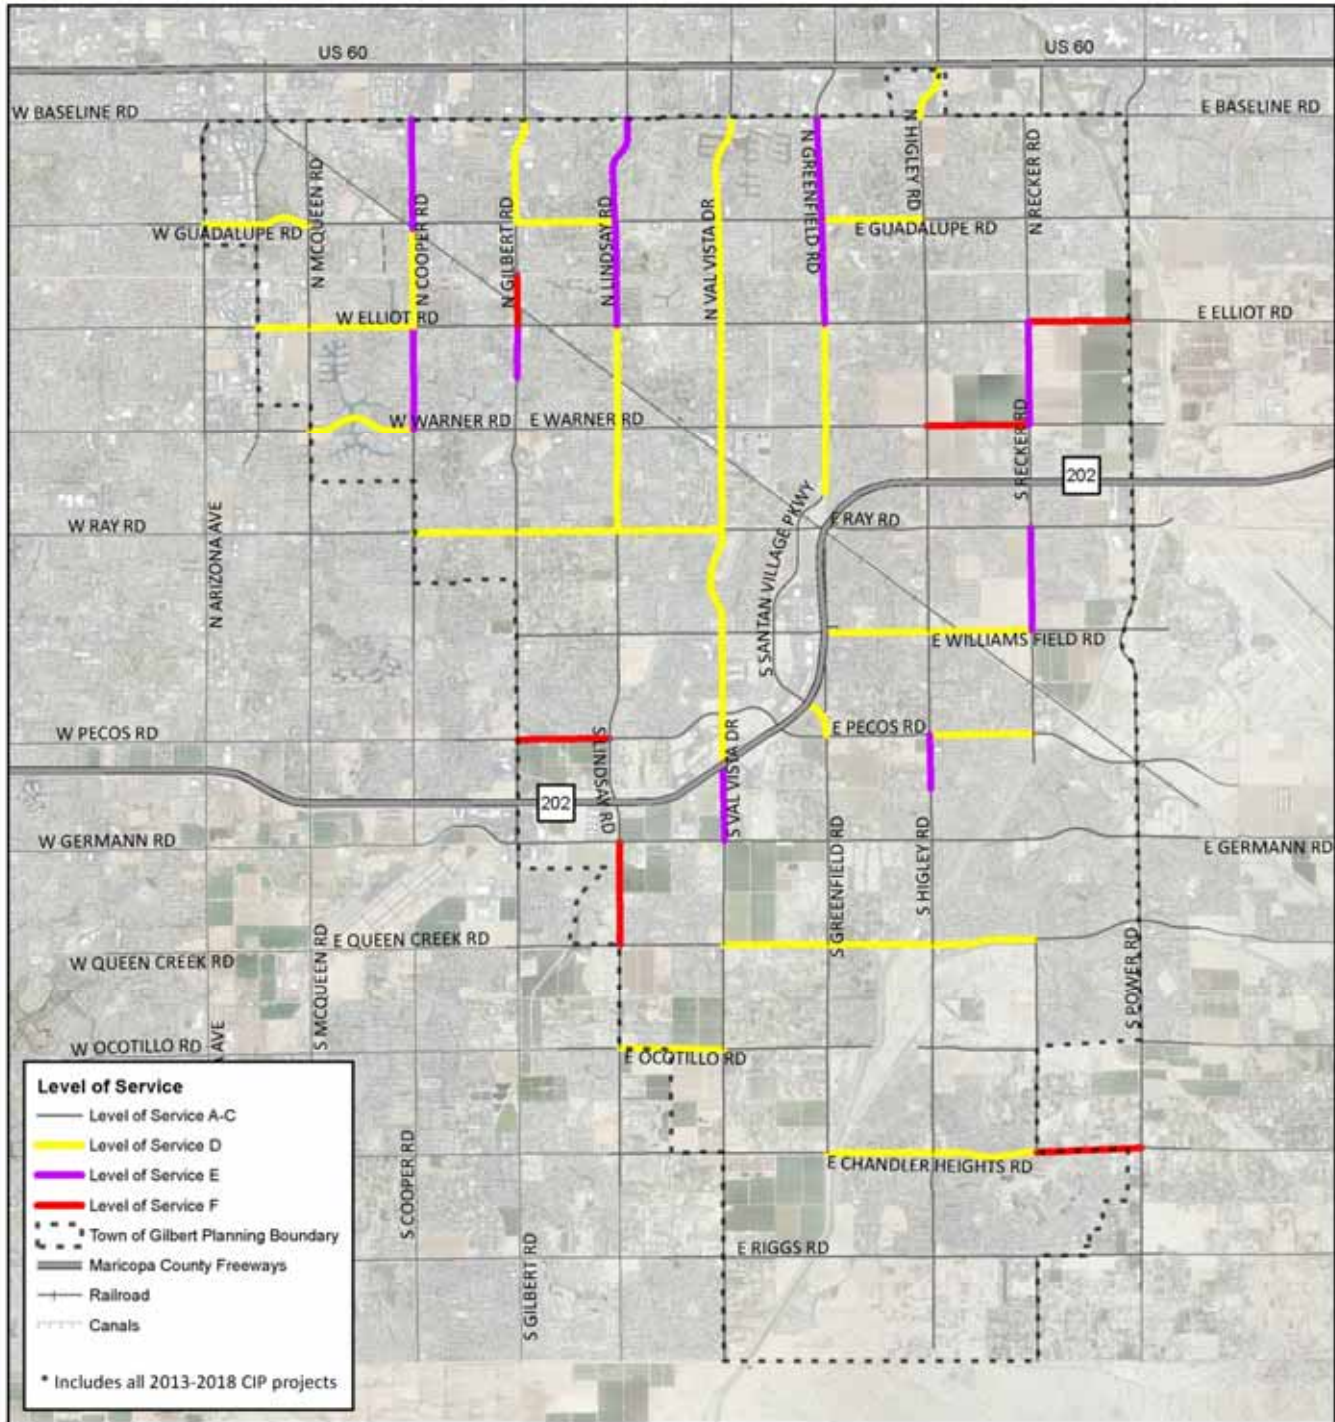 US 60
US 60
W BASELINE RD
E BASELINE RD
N MCQUEEN RD
N COOPER RD
N GILBERT RD
N LINDSAY RD
N VAL VISTA DR
N GREENFIELD RD
N HIGLEY RD
N RECKER RD
W GUADALUPE RD
E GUADALUPE RD
W ELLIOT RD
E ELLIOT RD
W WARNER RD
E WARNER RD
S RECKER RD
202
N ARIZONA AVE
W RAY RD
E RAY RD
S SANTAN VILLAGE PKWY
E WILLIAMS FIELD RD
W PECOS RD
E PECOS RD
S LINDSAY RD
S VAL VISTA DR
202
W GERMANN RD
E GERMANN RD
S GREENFIELD RD
S HIGLEY RD
S MCQUEEN RD
E QUEEN CREEK RD
W QUEEN CREEK RD
S POWER RD
W OCOTILLO RD
AVE
E OCOTILLO RD
S COOPER RD
E CHANDLER HEIGHTS RD
S GILBERT RD
E RIGGS RD
Level of Service
Level of Service A-C
Level of Service D
Level of Service E
Level of Service F
Town of Gilbert Planning Boundary
Maricopa County Freeways
Railroad
Canals
* Includes all 2013-2018 CIP projects